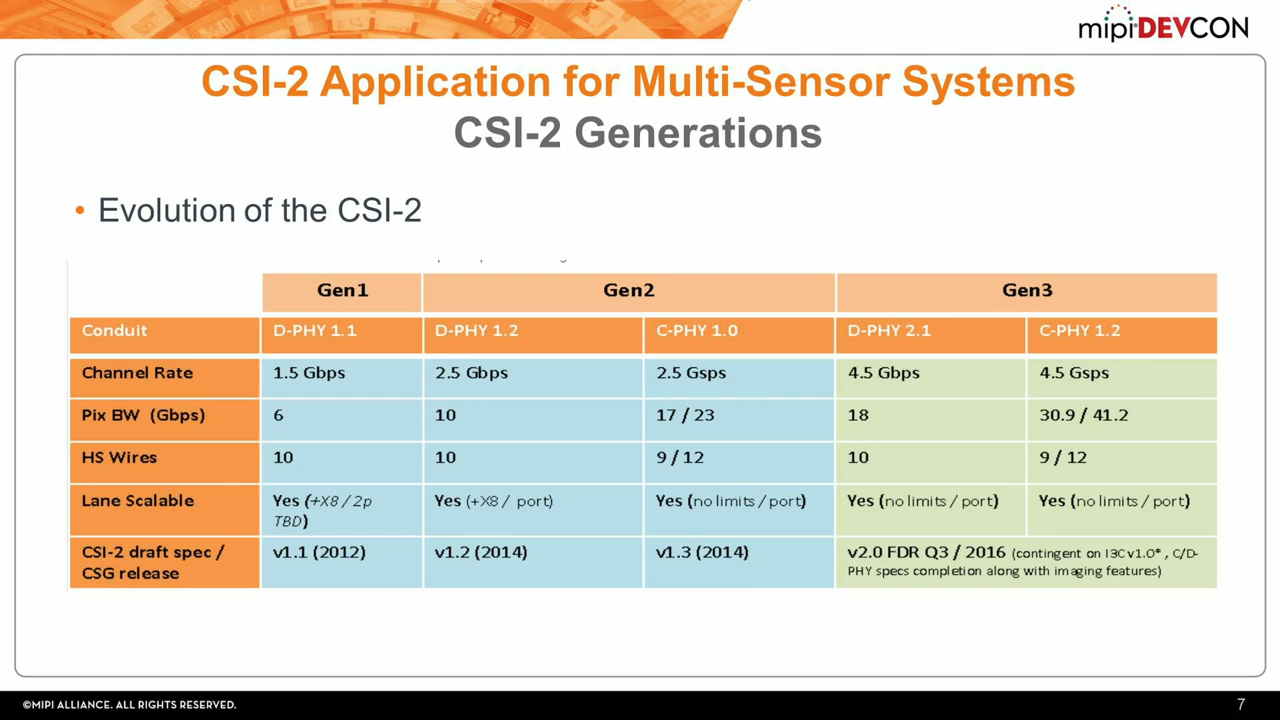 mipi DEVCON
CSI-2 Application for Multi-Sensor Systems
CSI-2 Generations
• Evolution of the CSI-2
Gen1 Gen2 Gen3
Conduit D-PHY 1.1 D-PHY 1.2 C-PHY 1.0 D-PHY 2.1 C-PHY 1.2
Channel Rate 1.5 Gbps 2.5 Gbps 2.5 Gsps 4.5 Gbps 4.5 Gsps
Pix BW (Gbps) 6 10 17 / 23 18 30.9 / 41.2
HS Wires 10 10 9 / 12 10 9 / 12
Lane Scalable Yes (+X8 / 2p Yes (+X8 / port) Yes (no limits / port) Yes (no limits / port) Yes (no limits / port)
TBD)
CSI-2 draft spec / v1.1 (2012) v1.2 (2014) v1.3 (2014) v2.0 FDR Q3 / 2016 (contingent on I3C v1.0* , C/D-
CSG release PHY specs completion along with imaging features)
©MIPI ALLIANCE. ALL RIGHTS RESERVED. 7